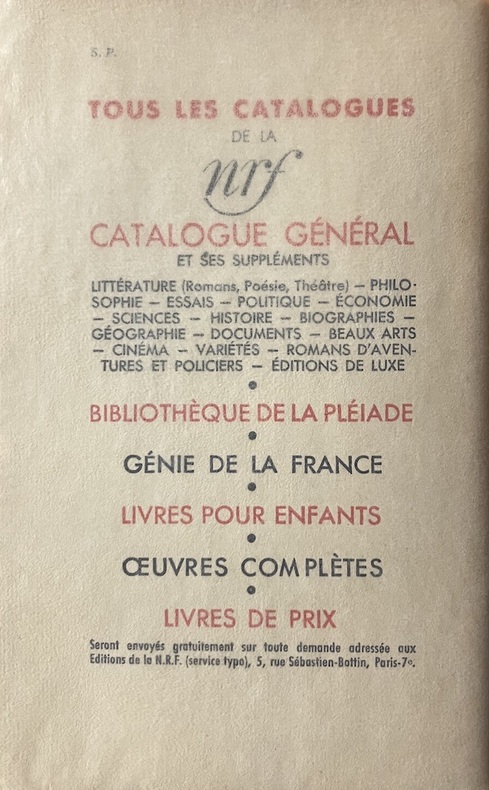 S. P.
TOUS LES CATALOGUES
DE LA
nrf
CATALOGUE GÉNÉRAL
ET SES SUPPLÉMENTS
LITTÉRATURE (Romans, Poésie, Théâtre) — PHILO-
SOPHIE — ESSAIS — POLITIQUE — ÉCONOMIE
— SCIENCES — HISTOIRE — BIOGRAPHIES —
GÉOGRAPHIE — DOCUMENTS — BEAUX ARTS
— CINÉMA — VARIÉTÉS — ROMANS D'AVEN-
TURES ET POLICIERS — ÉDITIONS DE LUXE
•
BIBLIOTHÈQUE DE LA PLÉIADE
•
GÉNIE DE LA FRANCE
•
LIVRES POUR ENFANTS
•
ŒUVRES COMPLÈTES
•
LIVRES DE PRIX
Seront envoyés gratuitement sur toute demande adressée aux
Editions de la N.R.F. (service typo), 5, rue Sébastien-Bottin, Paris-7ᵉ.